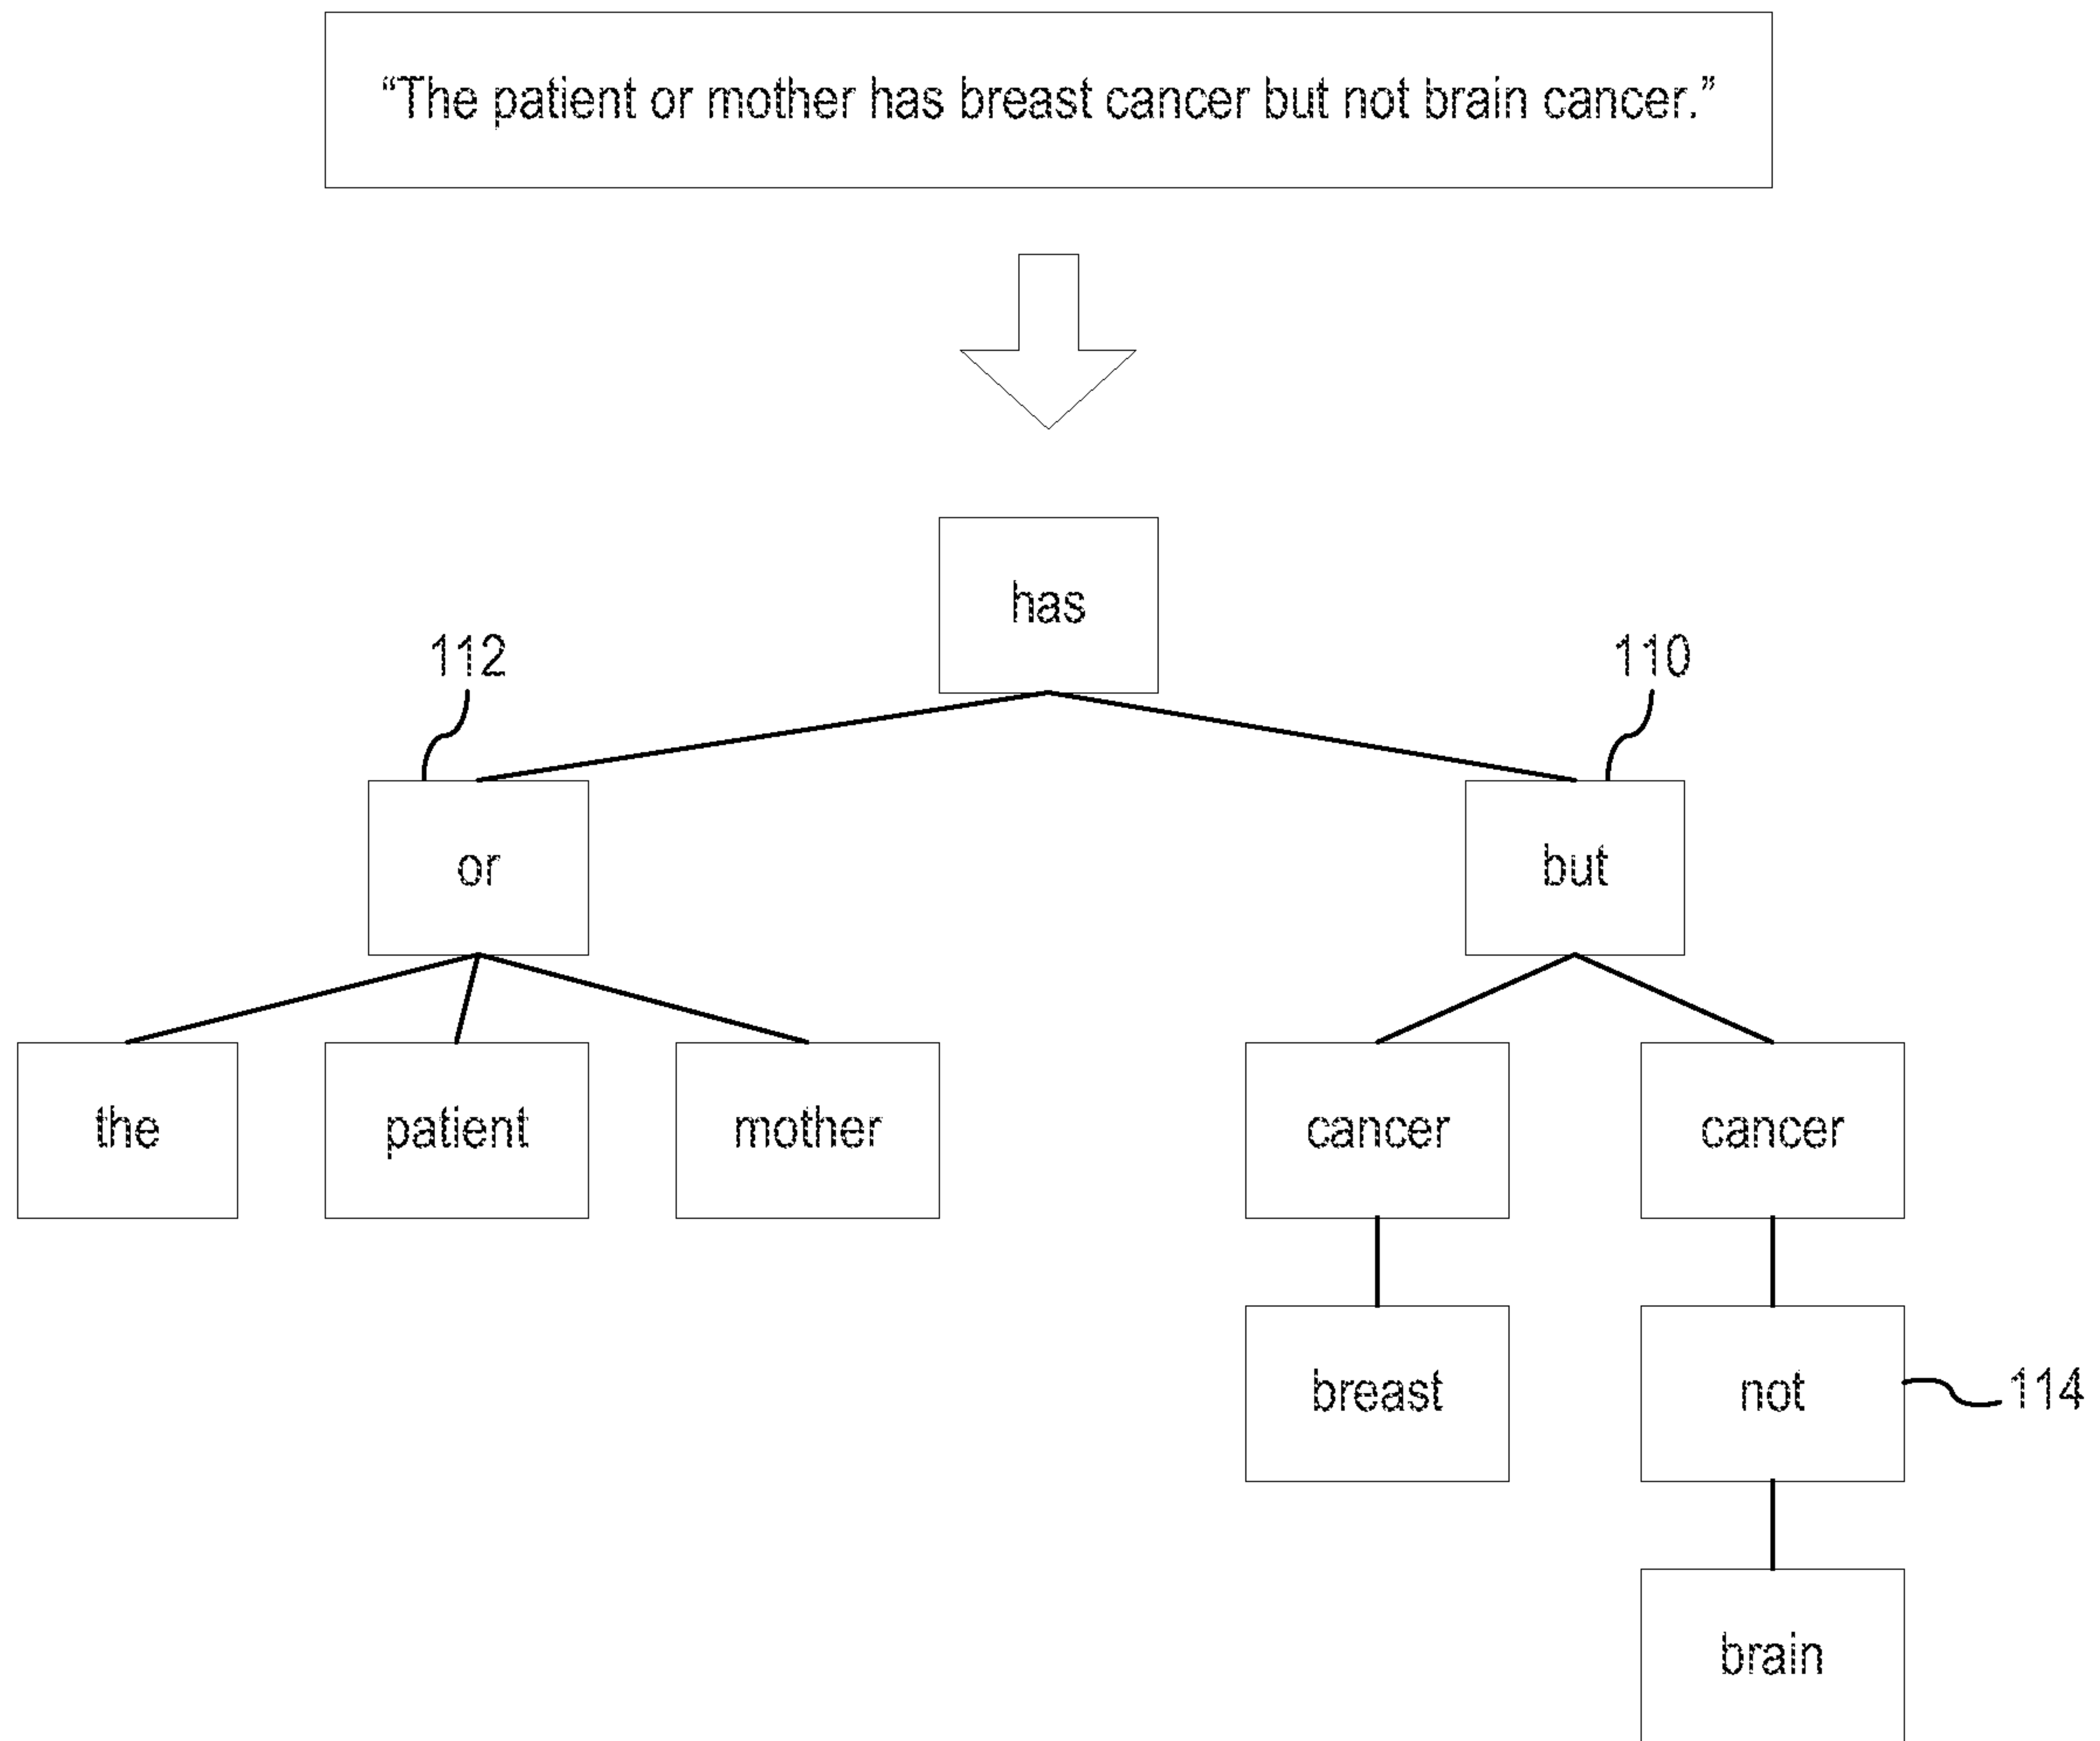 “The patient or mother has breast cancer but not brain cancer.”
has
112
110
or
but
the
patient
mother
cancer
cancer
breast
not
114
brain